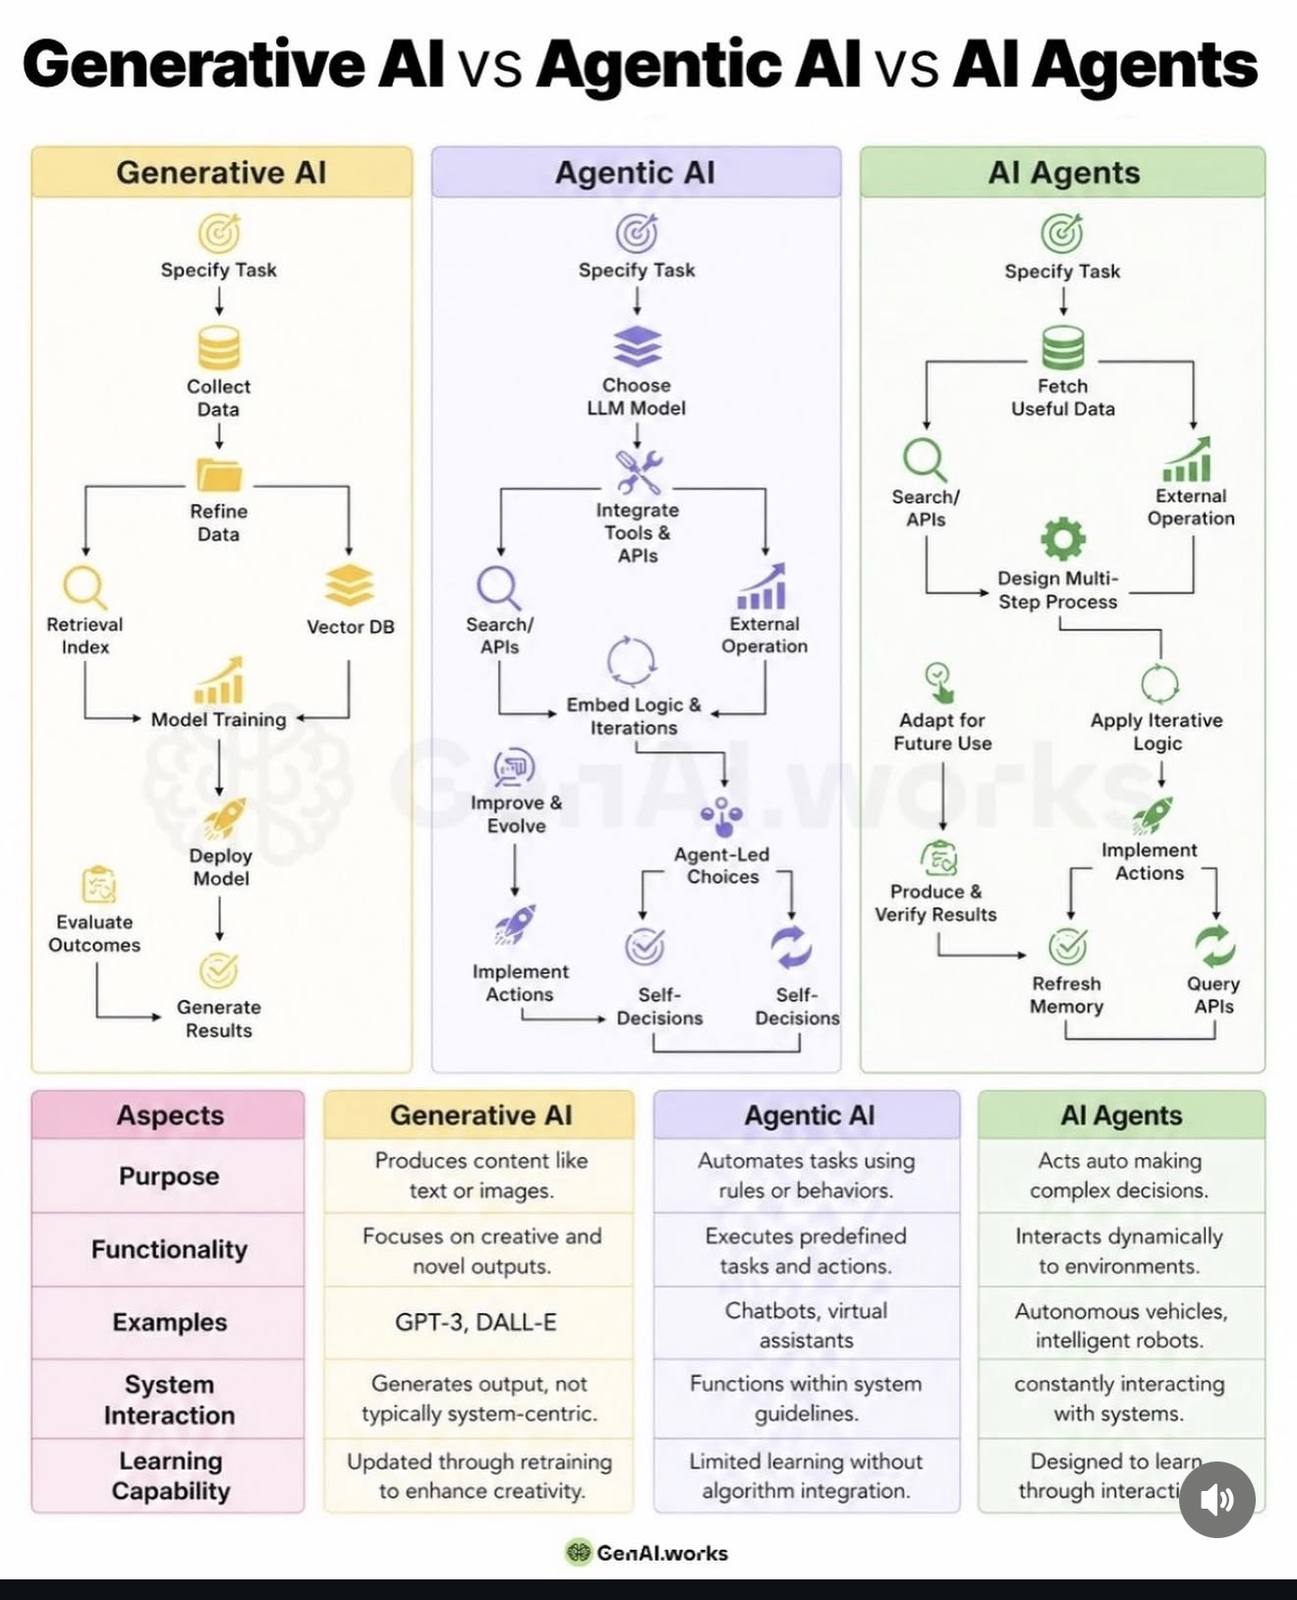 Generative AI vs Agentic AI vs AI Agents
Generative AI
Specify Task
Collect
Data
Refine
Data
Retrieval
Index
Vector DB
Model Training
Deploy
Model
Evaluate
Outcomes
Generate
Results
Agentic AI
Specify Task
Choose
LLM Model
Integrate
Tools &
APIs
Search/
APIs
External
Operation
Embed Logic &
Iterations
Improve &
Evolve
Agent-Led
Choices
Implement
Actions
Self-
Decisions
Self-
Decisions
AI Agents
Specify Task
Fetch
Useful Data
Search/
APIs
External
Operation
Design Multi-
Step Process
Adapt for
Future Use
Apply Iterative
Logic
Implement
Actions
Produce &
Verify Results
Refresh
Memory
Query
APIs
GenAI.works
Aspects
Generative AI
Agentic AI
AI Agents
Purpose
Produces content like
text or images.
Automates tasks using
rules or behaviors.
Acts auto making
complex decisions.
Functionality
Focuses on creative and
novel outputs.
Executes predefined
tasks and actions.
Interacts dynamically
to environments.
Examples
GPT-3, DALL-E
Chatbots, virtual
assistants
Autonomous vehicles,
intelligent robots.
System
Interaction
Generates output, not
typically system-centric.
Functions within system
guidelines.
constantly interacting
with systems.
Learning
Capability
Updated through retraining
to enhance creativity.
Limited learning without
algorithm integration.
Designed to learn
through
GenAI.works